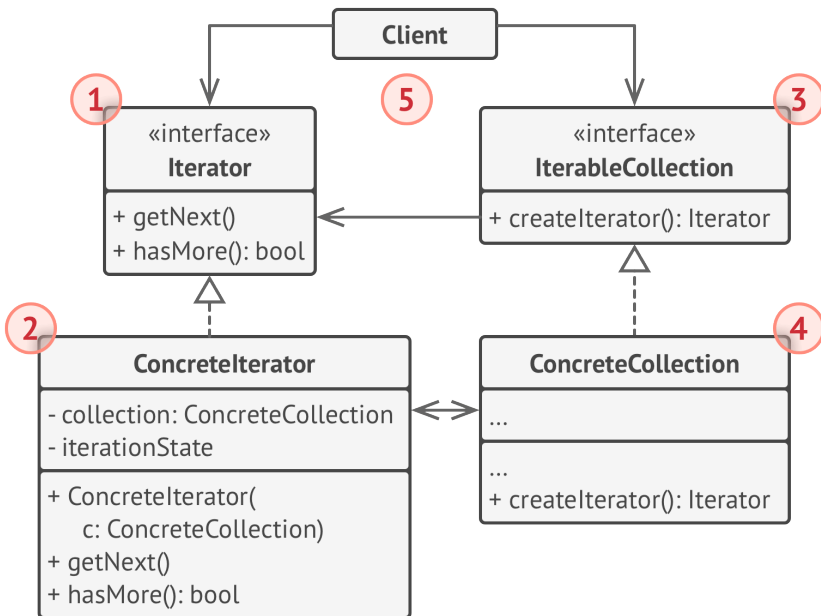 Client
1
5
3
«interface»
Iterator
+ getNext()
+ hasMore(): bool
«interface»
IterableCollection
+ createIterator(): Iterator
2
4
ConcreteIterator
- collection: ConcreteCollection
- iterationState
+ ConcreteIterator(
c: ConcreteCollection)
+ getNext()
+ hasMore(): bool
ConcreteCollection
...
...
+ createIterator(): Iterator